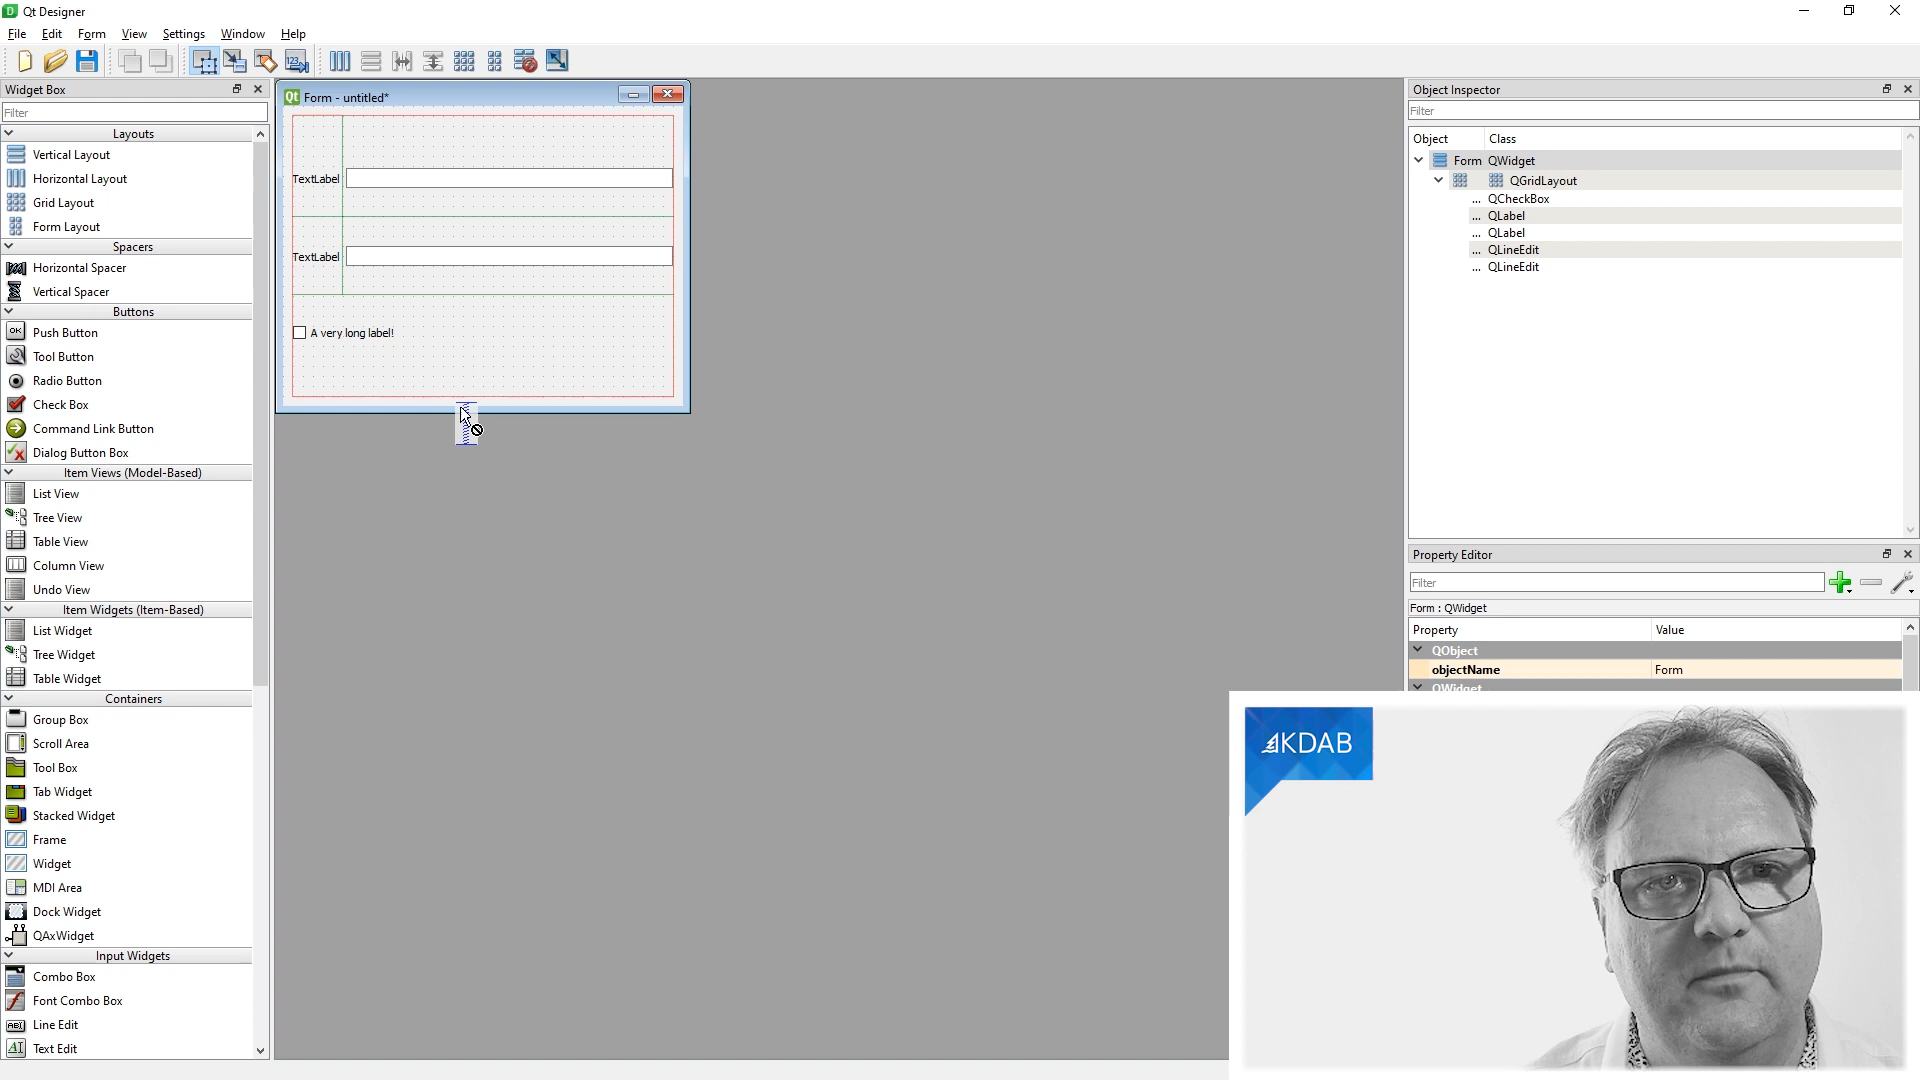 Qt Designer
File Edit Form View Settings Window Help
Widget Box
Filter
Layouts
Vertical Layout
Horizontal Layout
Grid Layout
Form Layout
Spacers
Horizontal Spacer
Vertical Spacer
Buttons
Push Button
Tool Button
Radio Button
Check Box
Command Link Button
Dialog Button Box
Item Views (Model-Based)
List View
Tree View
Table View
Column View
Undo View
Item Widgets (Item-Based)
List Widget
Tree Widget
Table Widget
Containers
Group Box
Scroll Area
Tool Box
Tab Widget
Stacked Widget
Frame
Widget
MDI Area
Dock Widget
QAxWidget
Input Widgets
Combo Box
Font Combo Box
Line Edit
Text Edit
Form - untitled*
TextLabel
TextLabel
A very long label!
Object Inspector
Filter
Object Class
Form QWidget
QGridLayout
... QCheckBox
... QLabel
... QLabel
... QLineEdit
... QLineEdit
Property Editor
Filter
Form : QWidget
Property Value
QObject
objectName Form
QWidget
KDAB